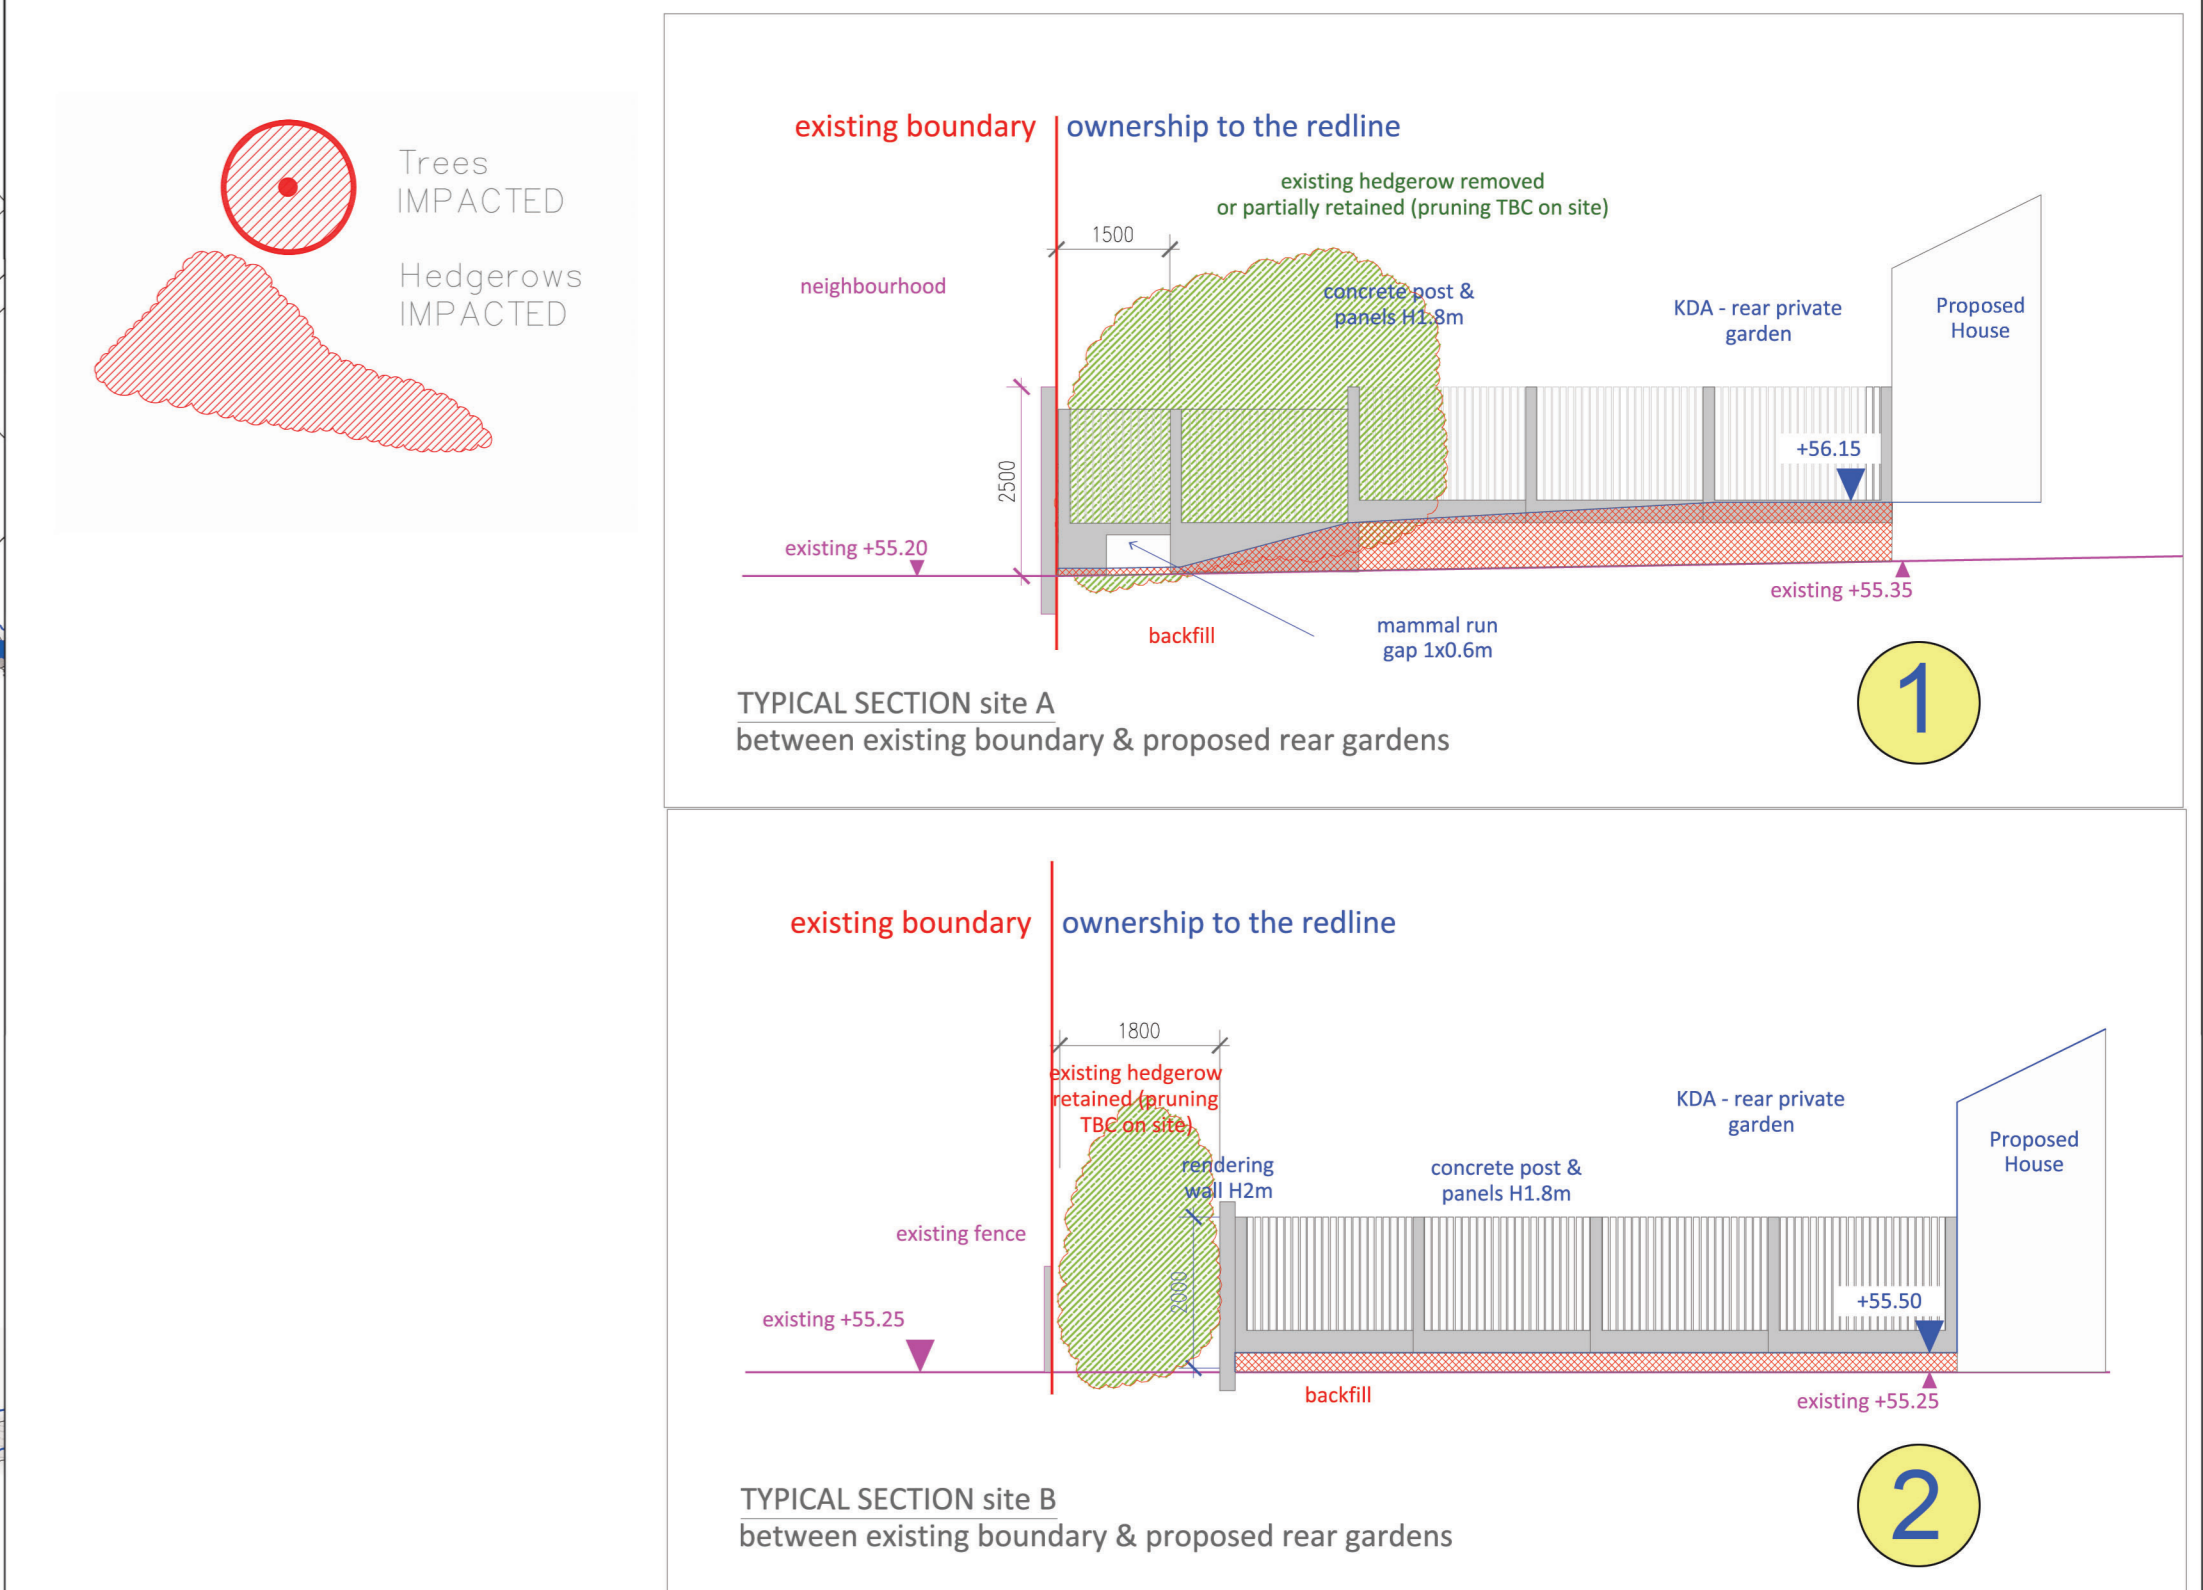 Trees
IMPACTED
Hedgerows
IMPACTED
existing boundary
ownership to the redline
existing hedgerow removed
or partially retained (pruning TBC on site)
1500
neighbourhood
concrete post &
panels H1.8m
KDA - rear private
garden
Proposed
House
2500
+56.15
existing +55.20
existing +55.35
backfill
mammal run
gap 1x0.6m
TYPICAL SECTION site A
between existing boundary & proposed rear gardens
1
existing boundary
ownership to the redline
1800
existing hedgerow
retained (pruning
TBC on site)
rendering
wall H2m
concrete post &
panels H1.8m
KDA - rear private
garden
Proposed
House
existing fence
2000
+55.50
existing +55.25
backfill
existing +55.25
TYPICAL SECTION site B
between existing boundary & proposed rear gardens
2